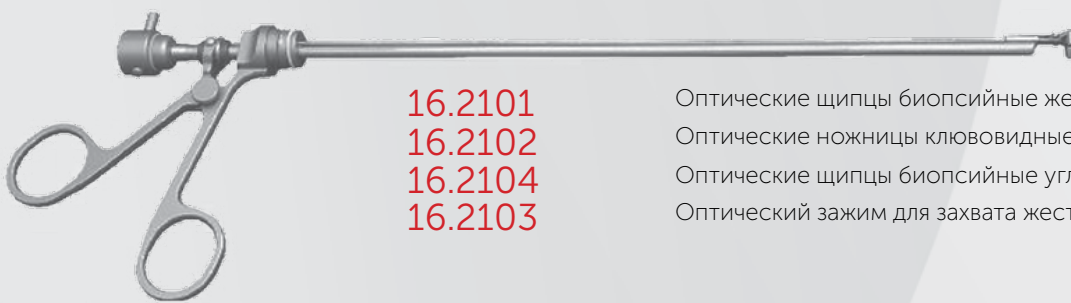 16.2101 Оптические щипцы биопсийные
16.2102 Оптические ножницы клювовидные
16.2104 Оптические щипцы биопсийные
16.2103 Оптический зажим для захвата